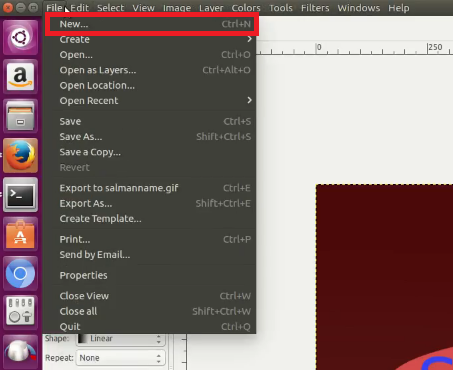 File Edit Select View Image Layer Colors Tools Filters Windows Help
New... Ctrl+N
Create
Open... Ctrl+O
Open as Layers... Ctrl+Alt+O
Open Location...
Open Recent
Save Ctrl+S
Save As... Shift+Ctrl+S
Save a Copy...
Revert
Export to salmanname.gif Ctrl+E
Export As... Shift+Ctrl+E
Create Template...
Print... Ctrl+P
Send by Email...
Properties
Close View Ctrl+W
Close all Shift+Ctrl+W
Quit Ctrl+Q
Shape: Linear
Repeat: None
0 250